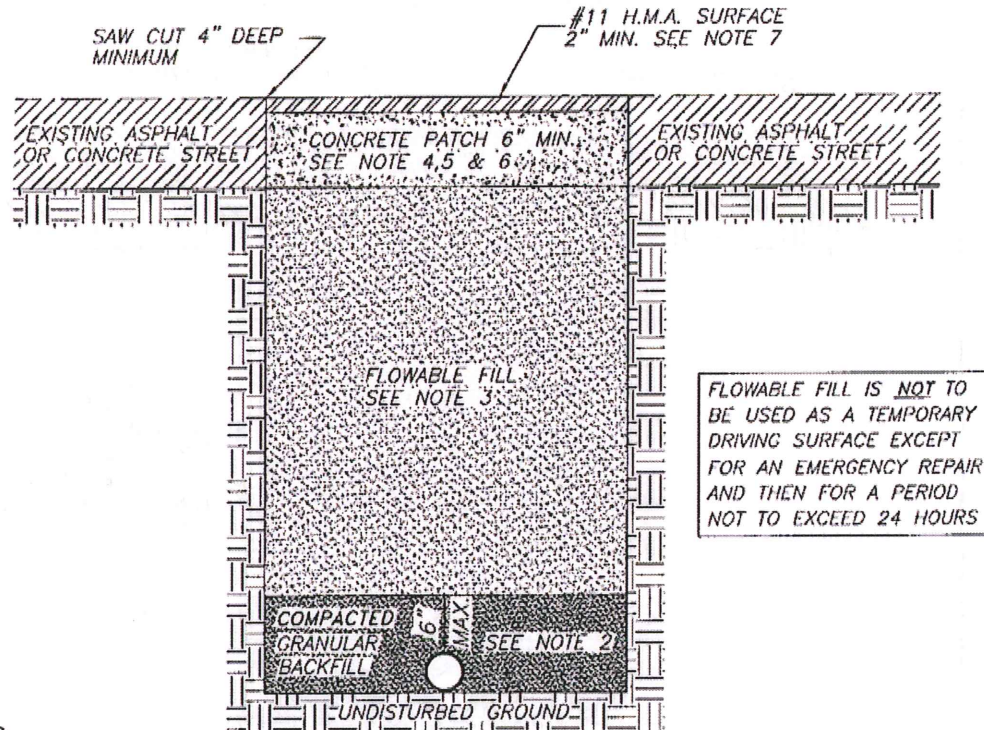 SAW CUT 4" DEEP
MINIMUM
#11 H.M.A. SURFACE
2" MIN. SEE NOTE 7
EXISTING ASPHALT
OR CONCRETE STREET
CONCRETE PATCH 6" MIN.
SEE NOTE 4,5 & 6
EXISTING ASPHALT
OR CONCRETE STREET
FLOWABLE FILL
SEE NOTE 3
FLOWABLE FILL IS NOT TO
BE USED AS A TEMPORARY
DRIVING SURFACE EXCEPT
FOR AN EMERGENCY REPAIR
AND THEN FOR A PERIOD
NOT TO EXCEED 24 HOURS
COMPACTED
GRANULAR
BACKFILL
6"
MAX
SEE NOTE 2
UNDISTURBED GROUND